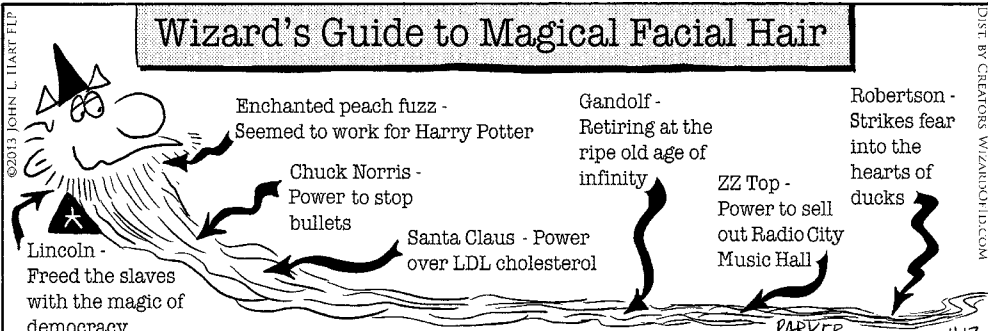 Wizard's Guide to Magical Facial Hair
©2013 JOHN L. HART FLP
Enchanted peach fuzz -
Seemed to work for Harry Potter
Chuck Norris -
Power to stop
bullets
Santa Claus - Power
over LDL cholesterol
Lincoln -
Freed the slaves
with the magic of
democracy
Gandolf -
Retiring at the
ripe old age of
infinity
ZZ Top -
Power to sell
out Radio City
Music Hall
Robertson -
Strikes fear
into the
hearts of
ducks
PARKER
DIST. BY CREATORS WIZARDOFID.COM